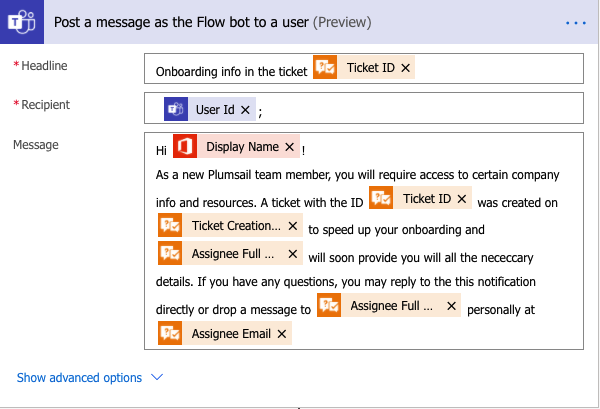 Post a message as the Flow bot to a user (Preview) ...
* Headline
Onboarding info in the ticket Ticket ID ×
* Recipient
User Id × ;
Message
Hi Display Name × !
As a new Plumsail team member, you will require access to certain company
info and resources. A ticket with the ID Ticket ID × was created on
Ticket Creation... × to speed up your onboarding and
Assignee Full ... × will soon provide you will all the nececcary
details. If you have any questions, you may reply to the this notification
directly or drop a message to Assignee Full ... × personally at
Assignee Email ×
Show advanced options